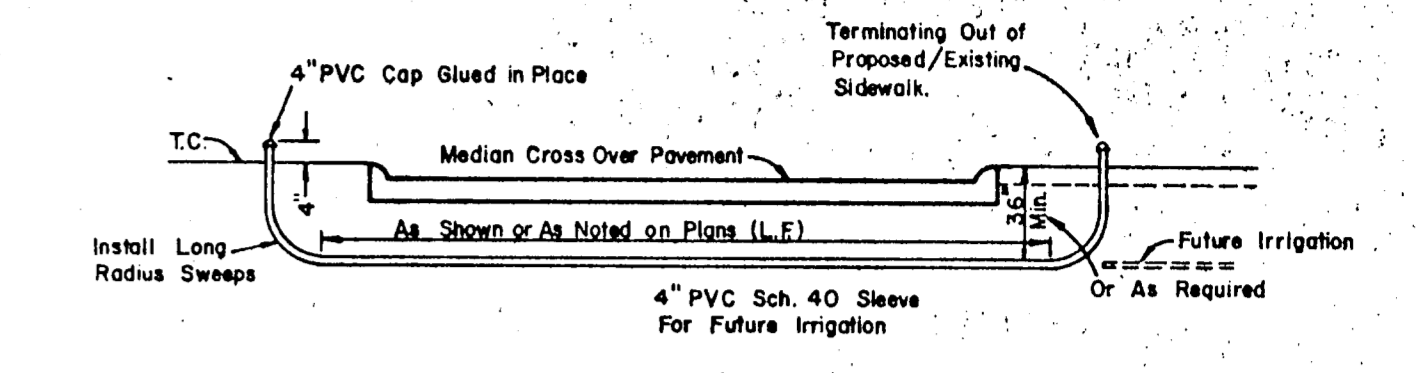 Terminating Out of
Proposed/Existing
Sidewalk.
4" PVC Cap Glued in Place
T.C.
Median Cross Over Pavement
4"
36"
Min.
As Shown or As Noted on Plans (L.F.)
Install Long
Radius Sweeps
Future Irrigation
Or As Required
4" PVC Sch. 40 Sleeve
For Future Irrigation